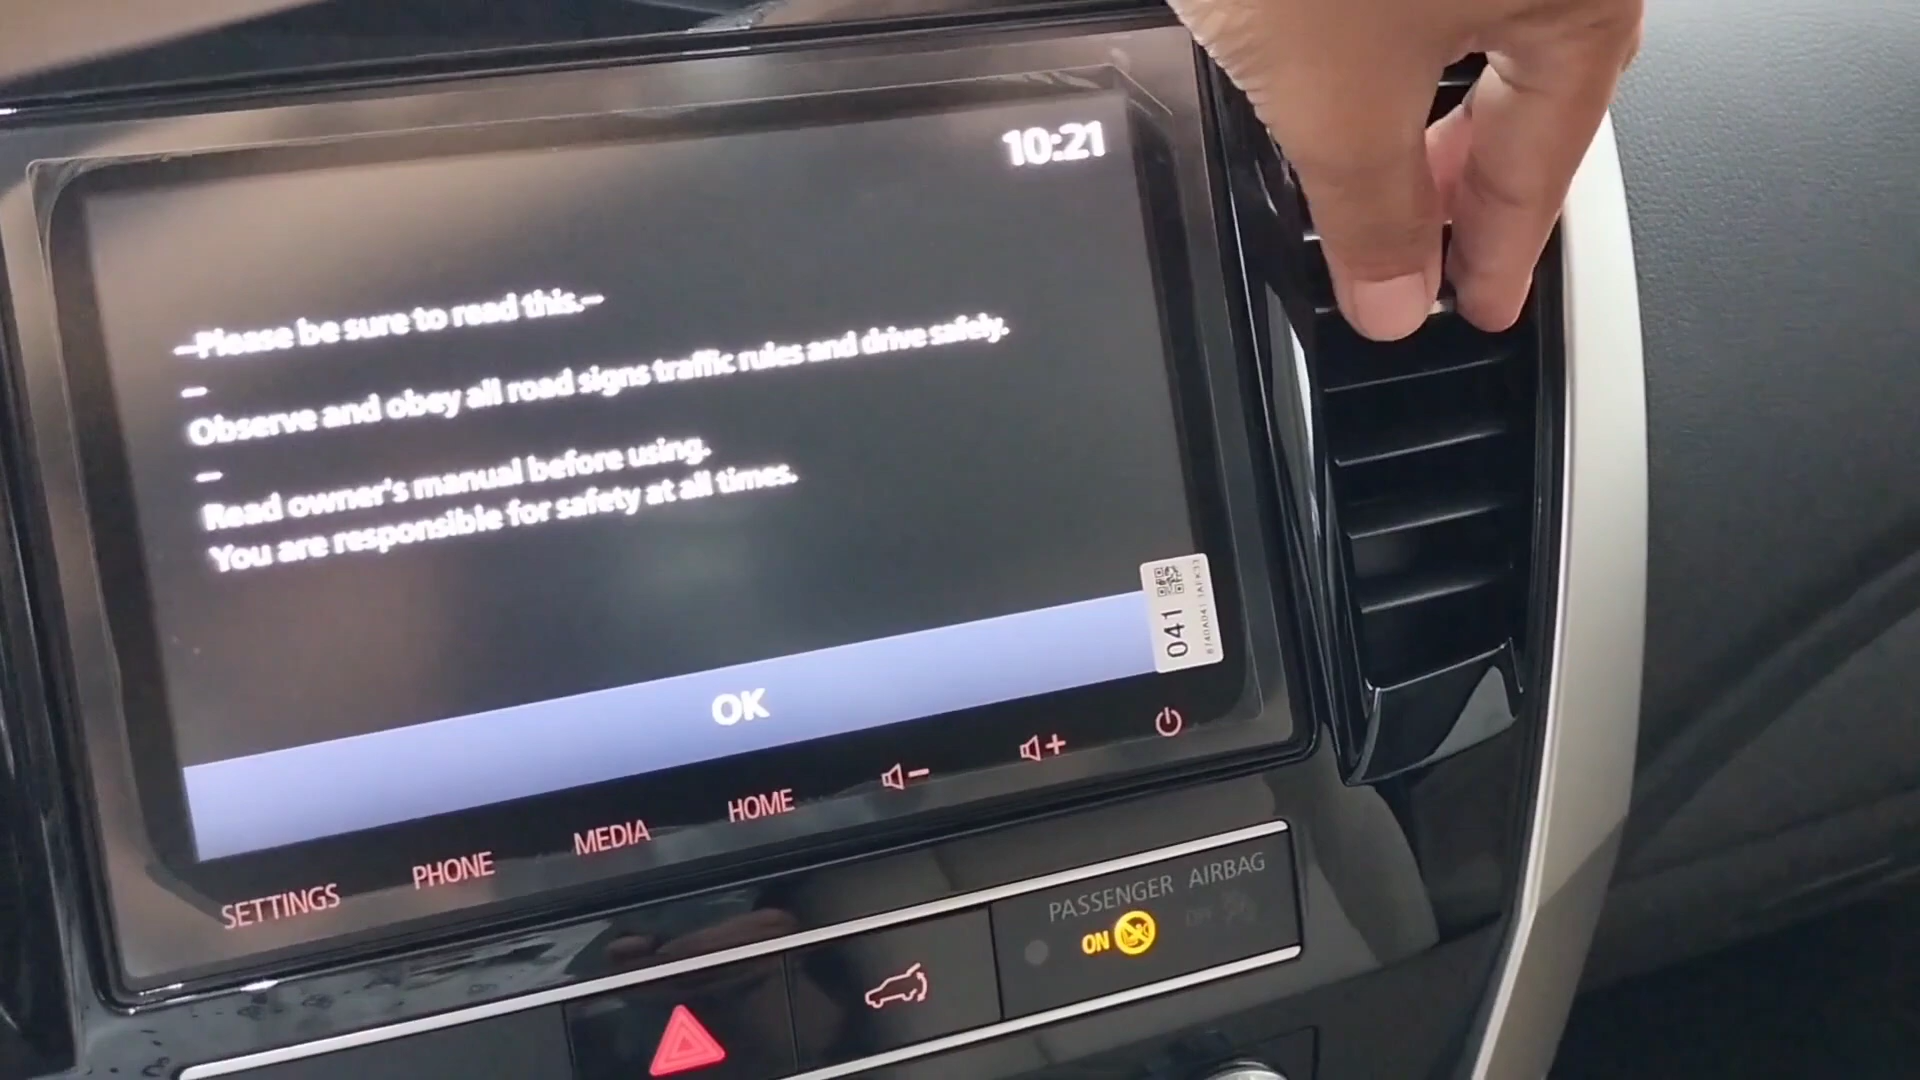 10:21
--Please be sure to read this.--
--
Observe and obey all road signs traffic rules and drive safely.
--
Read owner's manual before using.
You are responsible for safety at all times.
OK
041
SETTINGS
PHONE
MEDIA
HOME
PASSENGER AIRBAG
ON
OFF